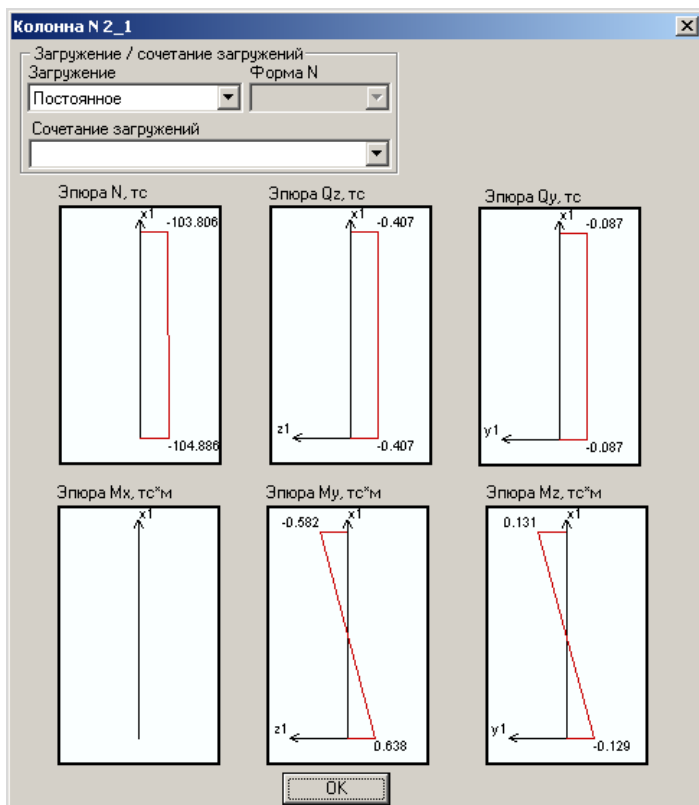 Колонна N 2_1
Загружение / сочетание загружений
Загружение
Форма N
Постоянное
Сочетание загружений
Эпюра N, тс
Эпюра Qz, тс
Эпюра Qy, тс
x1
-103.806
x1
-0.407
x1
-0.087
-104.886
z1
-0.407
y1
-0.087
Эпюра Mx, тс*м
Эпюра My, тс*м
Эпюра Mz, тс*м
x1
-0.582
x1
0.131
x1
z1
0.638
y1
-0.129
OK